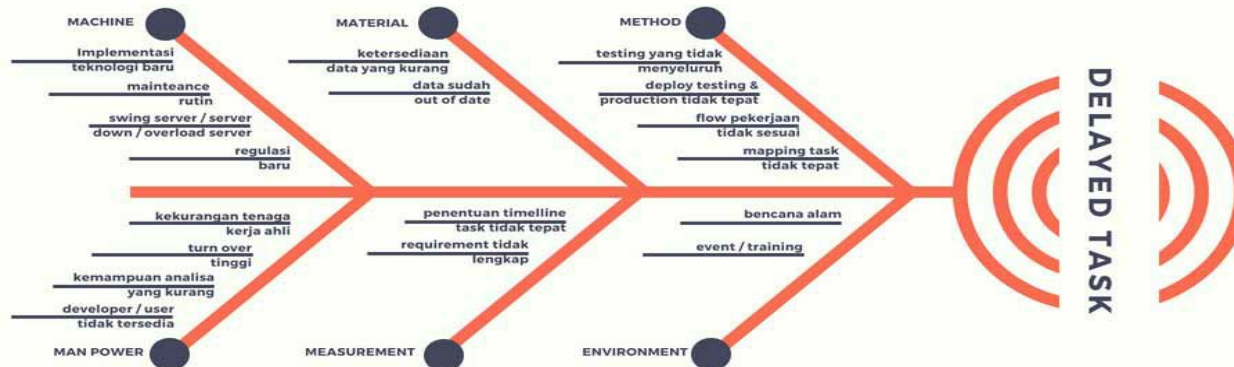 MACHINE
Implementasi
teknologi baru
mainteance
rutin
swing server / server
down / overload server
regulasi
baru
MATERIAL
ketersediaan
data yang kurang
data sudah
out of date
METHOD
testing yang tidak
menyeluruh
deploy testing &
production tidak tepat
flow pekerjaan
tidak sesuai
mapping task
tidak tepat
DELAYED TASK
kekurangan tenaga
kerja ahli
turn over
tinggi
kemampuan analisa
yang kurang
developer / user
tidak tersedia
MAN POWER
penentuan timelline
task tidak tepat
requirement tidak
lengkap
MEASUREMENT
bencana alam
event / training
ENVIRONMENT